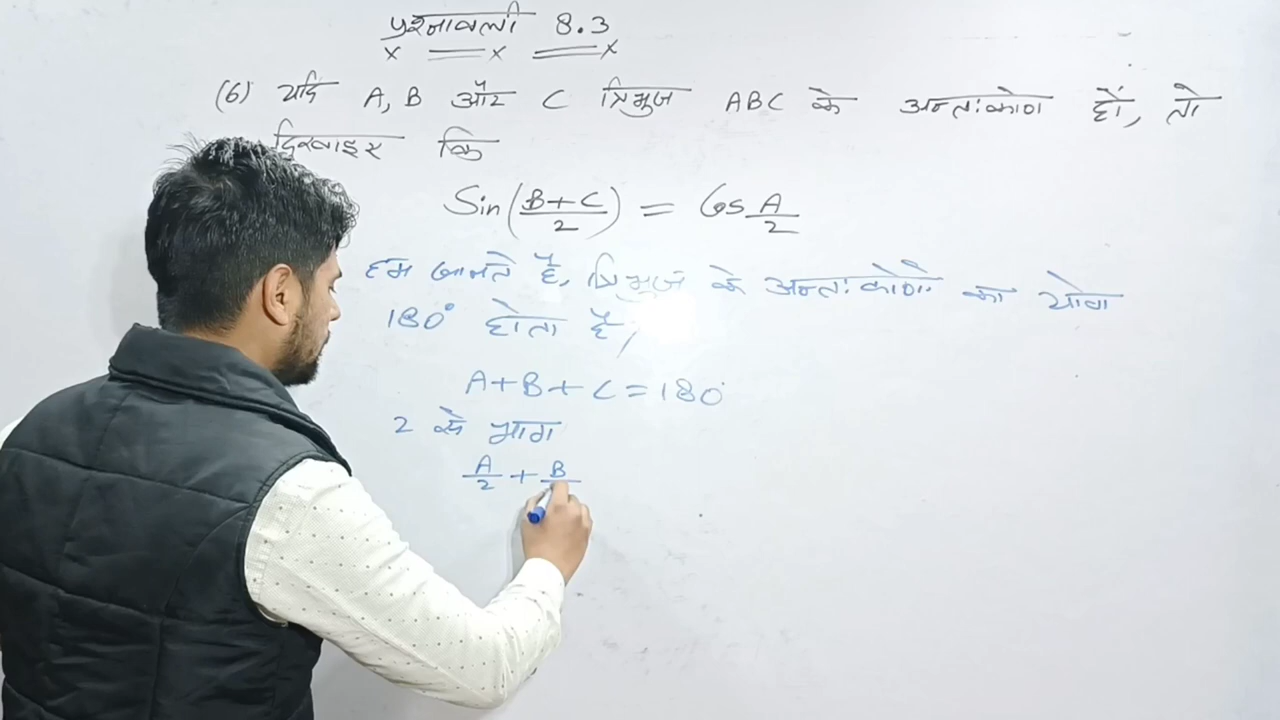 प्रश्नावली 8.3
(6) यदि A, B और C त्रिभुज ABC के अन्तःकोण हों, तो
दिखाइए कि
Sin(B+C/2) = Cos A/2
हम जानते है, त्रिभुज के अन्तःकोणों का योग
180° होता है,
A+B+C=180°
2 से भाग
A/2 + B